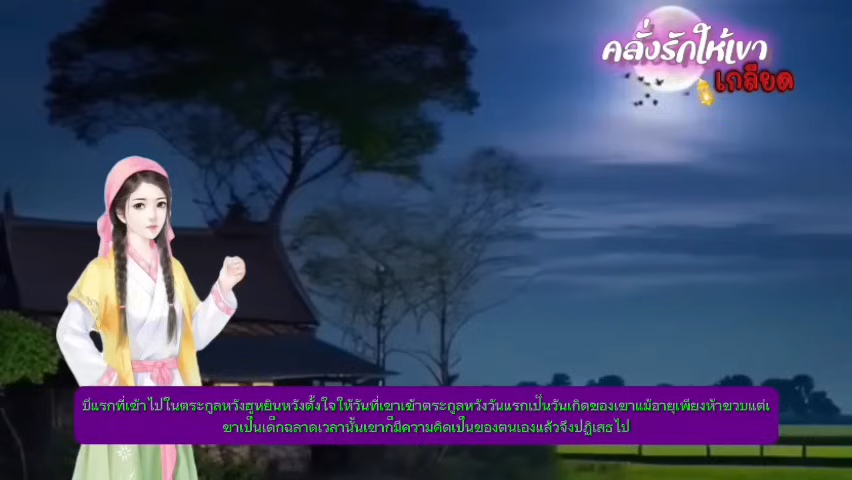 คลั่งรักให้เขา
เกลียด
ปีแรกที่เข้าไปในตระกูลหวังฮูหยินหวังตั้งใจให้วันที่เขาเข้าตระกูลหวังวันแรกเป็นวันเกิดของเขาแม้อายุเพียงห้าขวบแต่เ
ขาเป็นเด็กฉลาดเวลานั้นเขาก็มีความคิดเป็นของตนเองแล้วจึงปฏิเสธไป